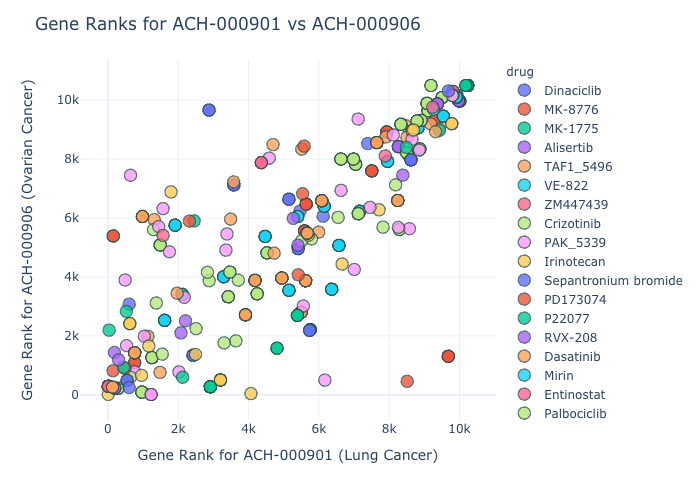 Gene Ranks for ACH-000901 vs ACH-000906
drug
Dinaciclib
MK-8776
MK-1775
Alisertib
TAF1_5496
VE-822
ZM447439
Crizotinib
PAK_5339
Irinotecan
Sepantronium bromide
PD173074
P22077
RVX-208
Dasatinib
Mirin
Entinostat
Palbociclib
Gene Rank for ACH-000906 (Ovarian Cancer)
10k
8k
6k
4k
2k
0
0 2k 4k 6k 8k 10k
Gene Rank for ACH-000901 (Lung Cancer)